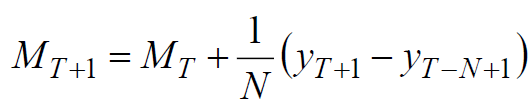 M_{T+1} = M_T + \frac{1}{N} (y_{T+1} - y_{T-N+1})